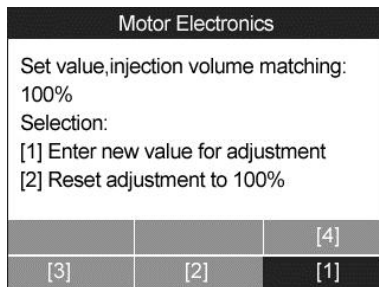 Motor Electronics
Set value,injection volume matching:
100%
Selection:
[1] Enter new value for adjustment
[2] Reset adjustment to 100%
[4]
[3] [2] [1]